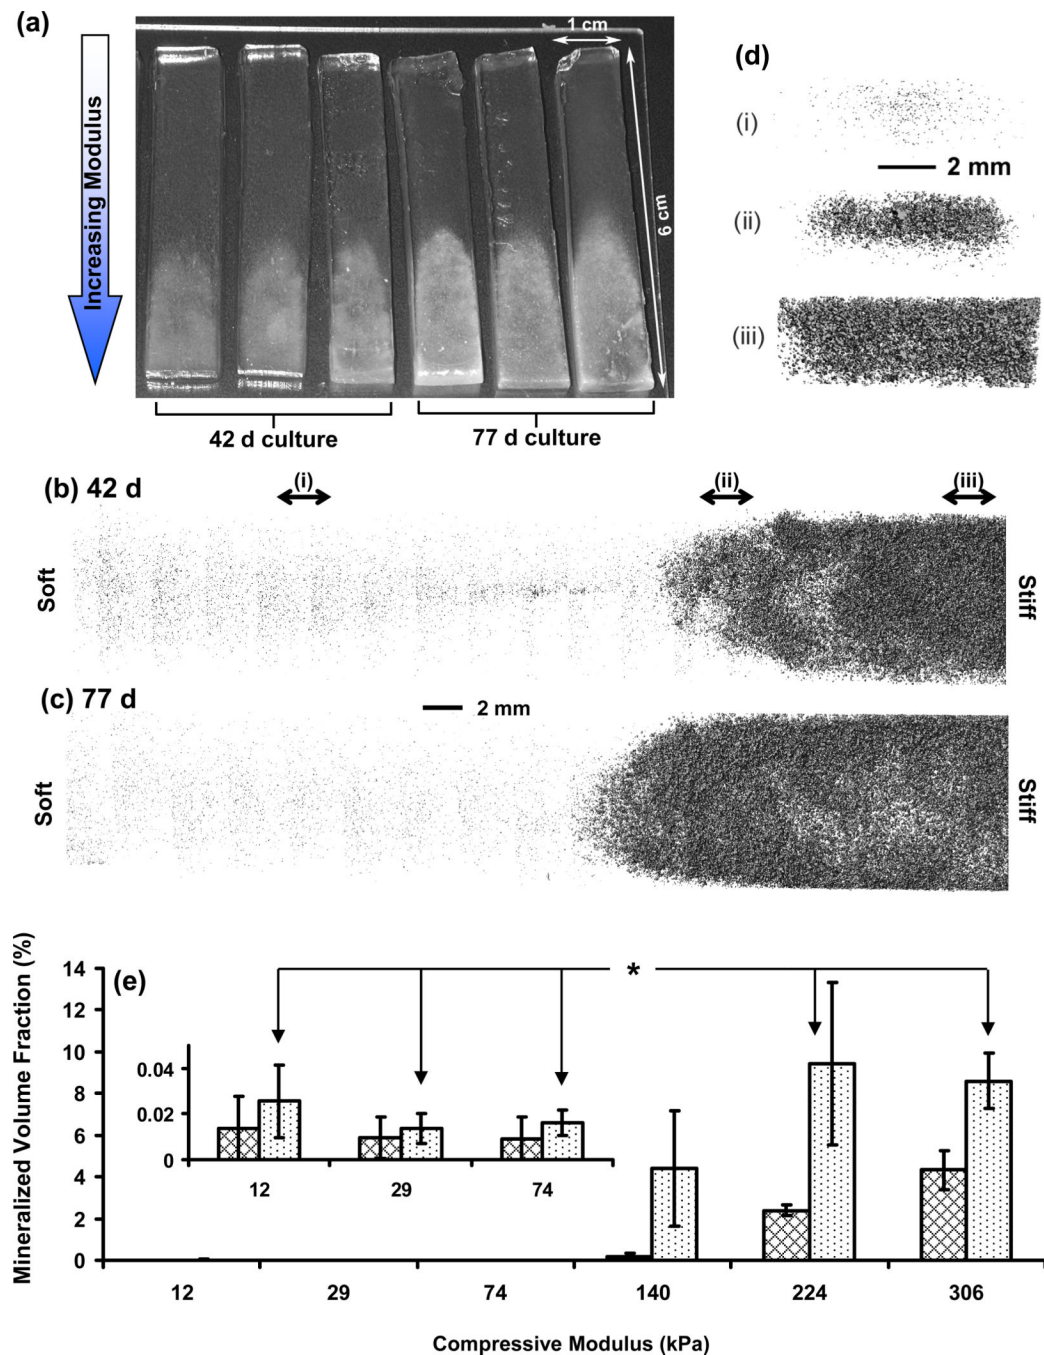 (a)
Increasing Modulus
1 cm
6 cm
42 d culture
77 d culture
(d)
(i)
2 mm
(ii)
(iii)
(b) 42 d
(i)
(ii)
(iii)
Soft
Stiff
(c) 77 d
2 mm
Soft
Stiff
(e)
*
Mineralized Volume Fraction (%)
14
12
10
8
6
4
2
0
0.04
0.02
0
12
29
74
12
29
74
140
224
306
Compressive Modulus (kPa)